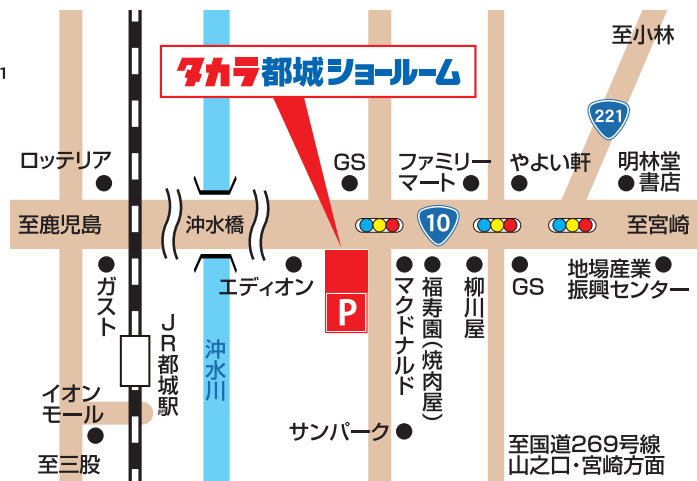 至小林
1
タカラ都城ショールーム
221
ロッテリア
GS
ファミリー
マート
やよい軒
明林堂
書店
至鹿児島
沖水橋
10
至宮崎
ガスト
エディオン
P
マクドナルド
福寿園(焼肉屋)
柳川屋
GS
地場産業
振興センター
JR都城駅
沖水川
イオン
モール
サンパーク
至三股
至国道269号線
山之口・宮崎方面